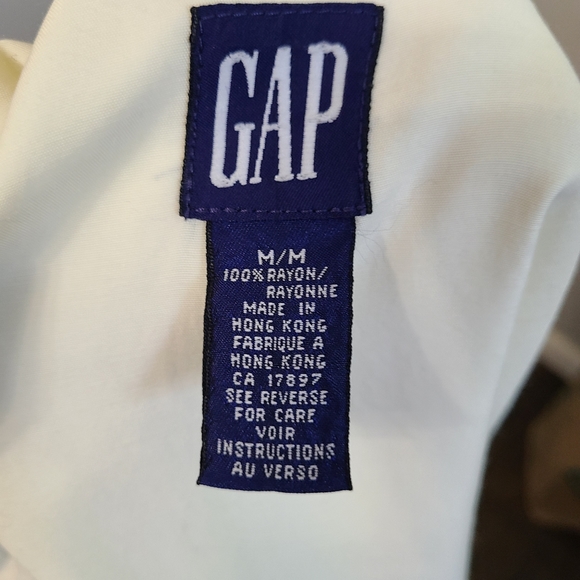 GAP
M/M
100% RAYON/
RAYONNE
MADE IN
HONG KONG
FABRIQUE A
HONG KONG
CA 17897
SEE REVERSE
FOR CARE
VOIR
INSTRUCTIONS
AU VERSO